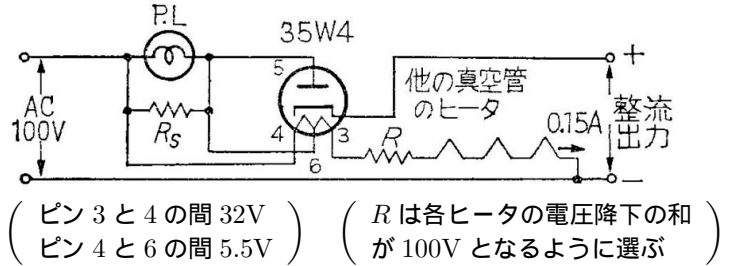 P.L
35W4
5
他の真空管
のヒータ
+
AC
100V
Rs
4
3
6
R
0.15A
整流
出力
−
ピン 3 と 4 の間 32V
ピン 4 と 6 の間 5.5V
R は各ヒータの電圧降下の和
が 100V となるように選ぶ